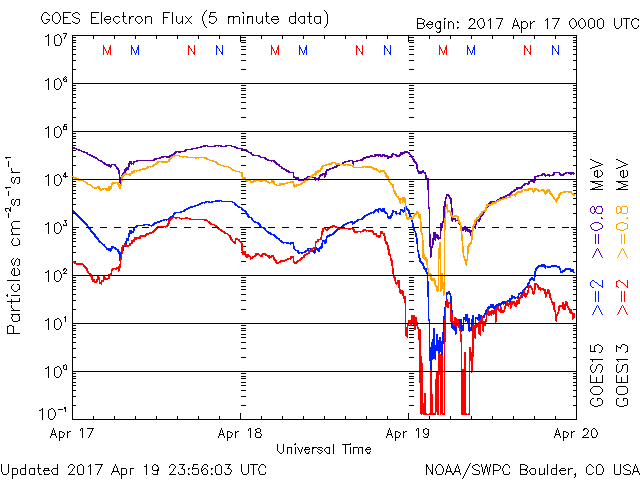 GOES Electron Flux (5 minute data)
Begin: 2017 Apr 17 0000 UTC
10⁷
M M N N M M N N M M N N
10⁶
10⁵
10⁴
10³
10²
10¹
10⁰
10⁻¹
Particles cm⁻²s⁻¹sr⁻¹
Apr 17 Apr 18 Apr 19 Apr 20
Universal Time
GOES15 >=2 >=0.8 MeV
GOES13 >=2 >=0.8 MeV
Updated 2017 Apr 19 23:56:03 UTC
NOAA/SWPC Boulder, CO USA